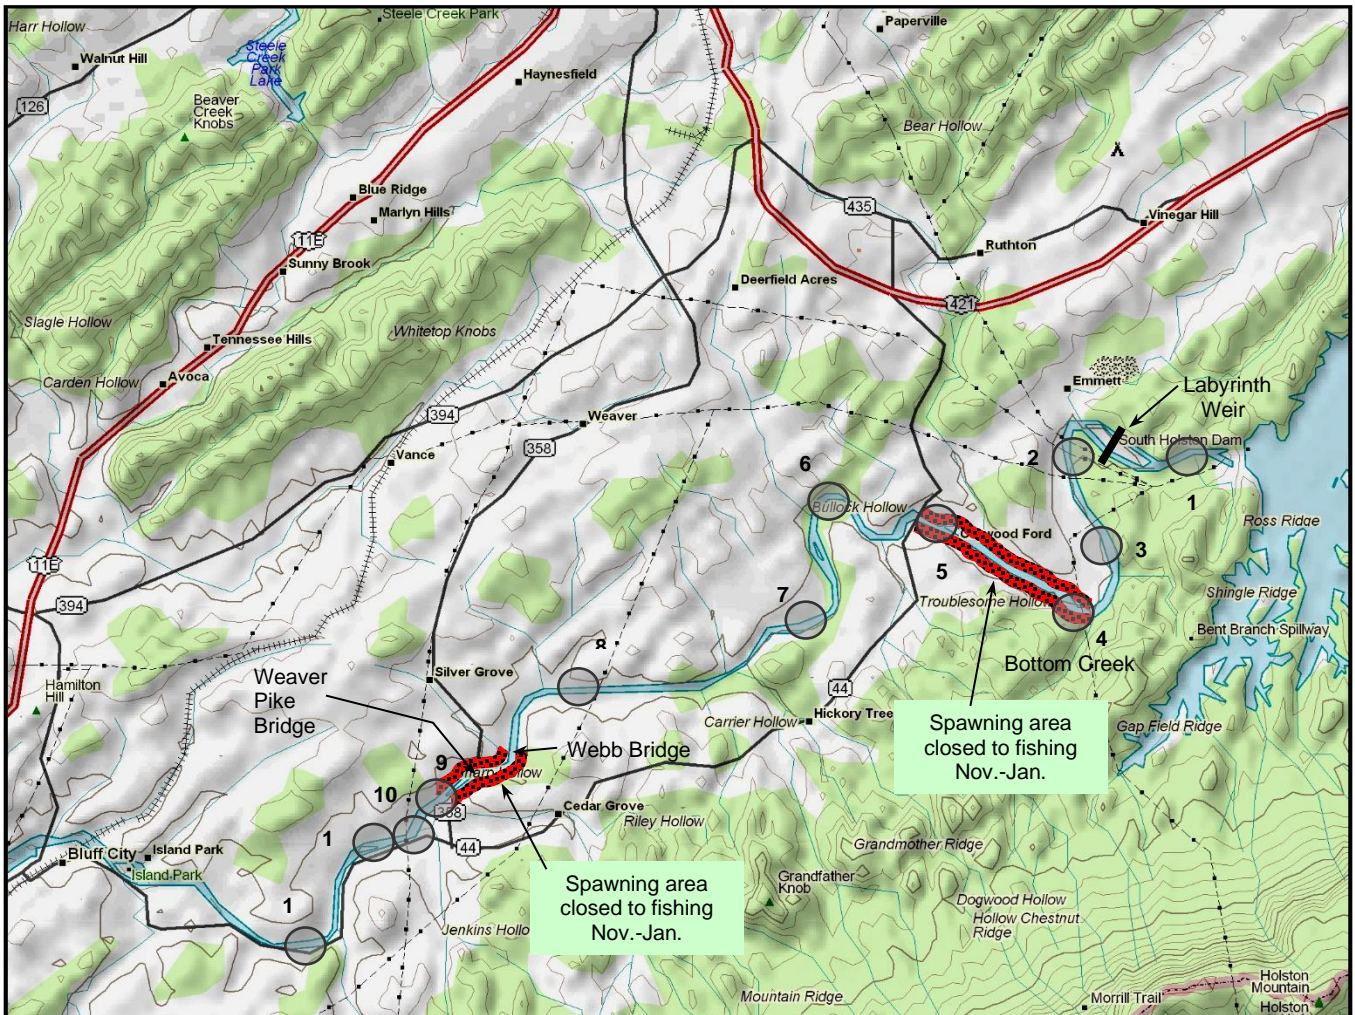 Harr Hollow
Steele Creek Park
Paperville
Walnut Hill
Steele
Creek
Park
Lake
Haynesfield
126
Beaver
Creek
Knobs
Bear Hollow
Blue Ridge
435
Marlyn Hills
Vinegar Hill
11E
Ruthton
Sunny Brook
Deerfield Acres
421
Slagle Hollow
Whitetop Knobs
Tennessee Hills
Carden Hollow
Avoca
Emmett
Labyrinth
Weir
394
Weaver
358
South Holston Dam
Vance
6
2
1
Bullock Hollow
Ross Ridge
11E
5
3
394
7
Troublesome Hollow
Shingle Ridge
4
Bent Branch Spillway
8
Bottom Creek
Silver Grove
Weaver
Pike
Bridge
Hamilton
Hill
44
Hickory Tree
Carrier Hollow
Spawning area
closed to fishing
Nov.-Jan.
Gap Field Ridge
Webb Bridge
9
10
358
Cedar Grove
Riley Hollow
1
44
Grandmother Ridge
Bluff City
Island Park
Island Park
Grandfather
Knob
Spawning area
closed to fishing
Nov.-Jan.
1
Dogwood Hollow
Hollow Chestnut
Ridge
Mountain Ridge
Morrill Trail
Holston
Mountain
Holston